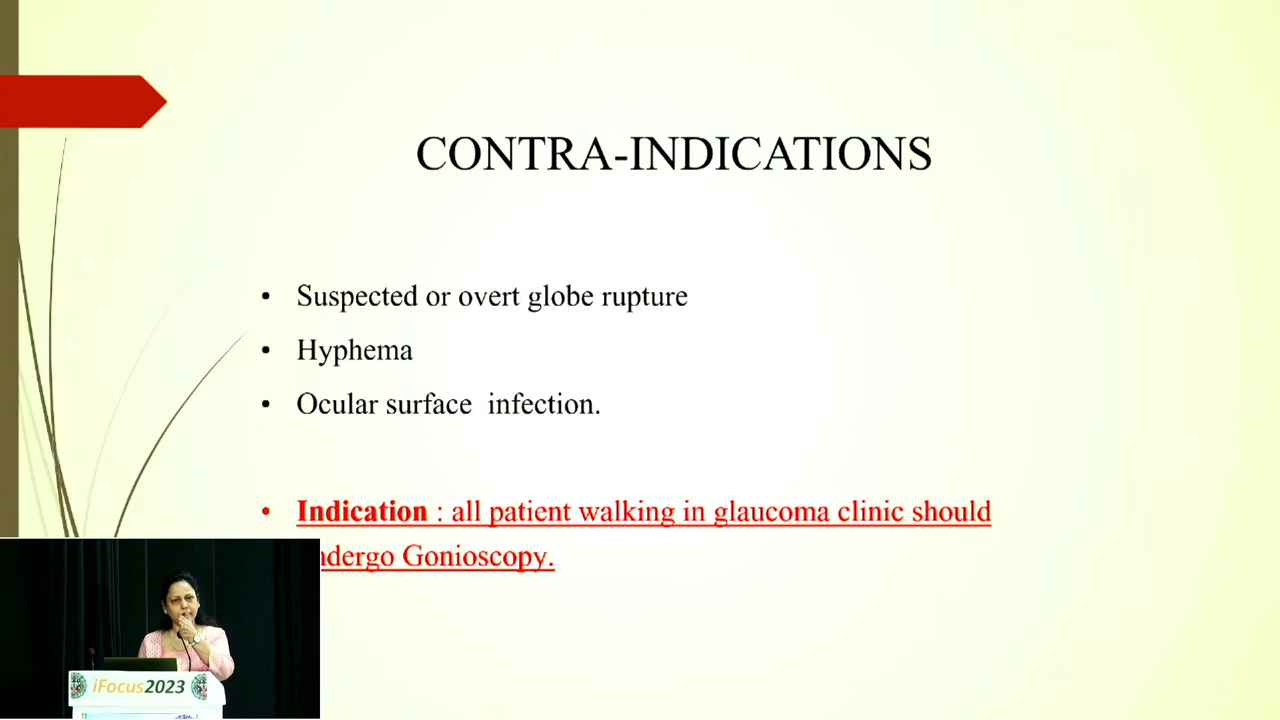 CONTRA-INDICATIONS
• Suspected or overt globe rupture
• Hyphema
• Ocular surface infection.
• Indication : all patient walking in glaucoma clinic should
ndergo Gonioscopy.
iFocus2023